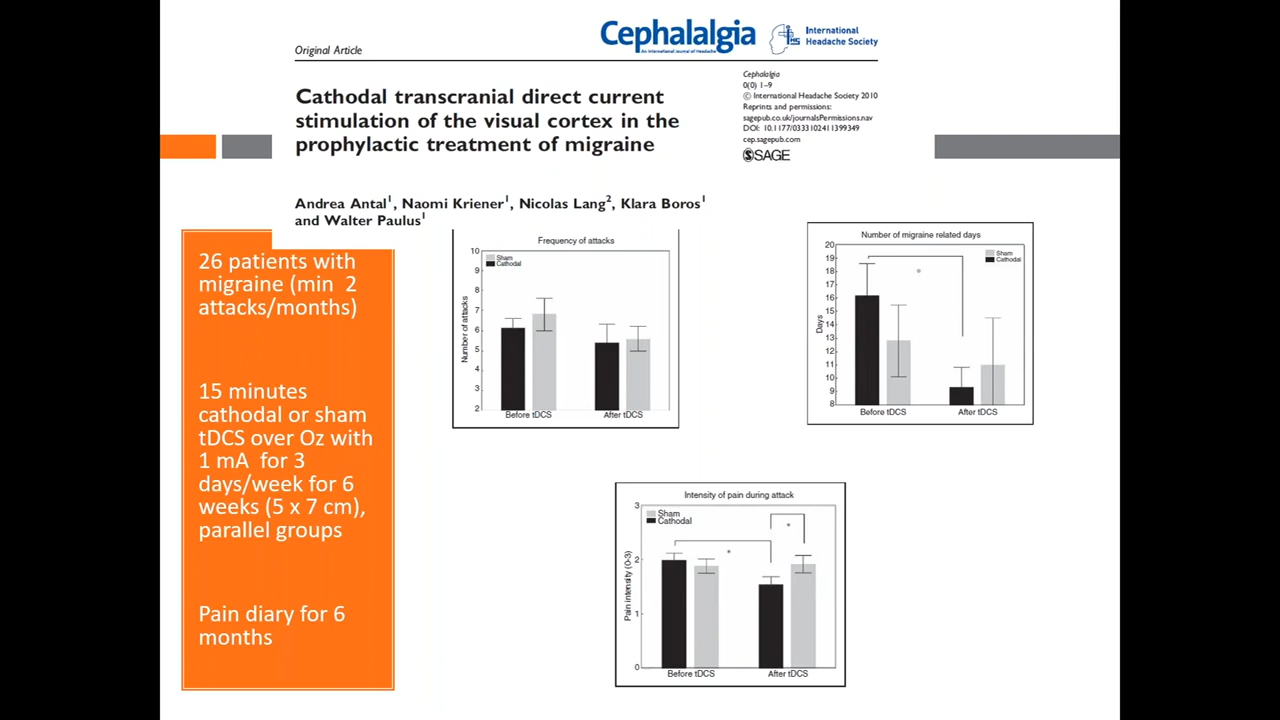 Original Article
Cephalalgia
An International Journal of Headache
IHS
International
Headache Society
Cathodal transcranial direct current
stimulation of the visual cortex in the
prophylactic treatment of migraine
Cephalalgia
0(0) 1–9
© International Headache Society 2010
Reprints and permissions:
sagepub.co.uk/journalsPermissions.nav
DOI: 10.1177/0333102411399349
cep.sagepub.com
SAGE
Andrea Antal1, Naomi Kriener1, Nicolas Lang2, Klara Boros1
and Walter Paulus1
26 patients with
migraine (min 2
attacks/months)
15 minutes
cathodal or sham
tDCS over Oz with
1 mA for 3
days/week for 6
weeks (5 x 7 cm),
parallel groups
Pain diary for 6
months
Frequency of attacks
Sham
Cathodal
Number of attacks
10
9
8
7
6
5
4
3
2
Before tDCS
After tDCS
Number of migraine related days
Sham
Cathodal
Days
20
19
18
17
16
15
14
13
12
11
10
9
8
*
Before tDCS
After tDCS
Intensity of pain during attack
Sham
Cathodal
Pain intensity (0-3)
3
2
1
0
*
*
Before tDCS
After tDCS